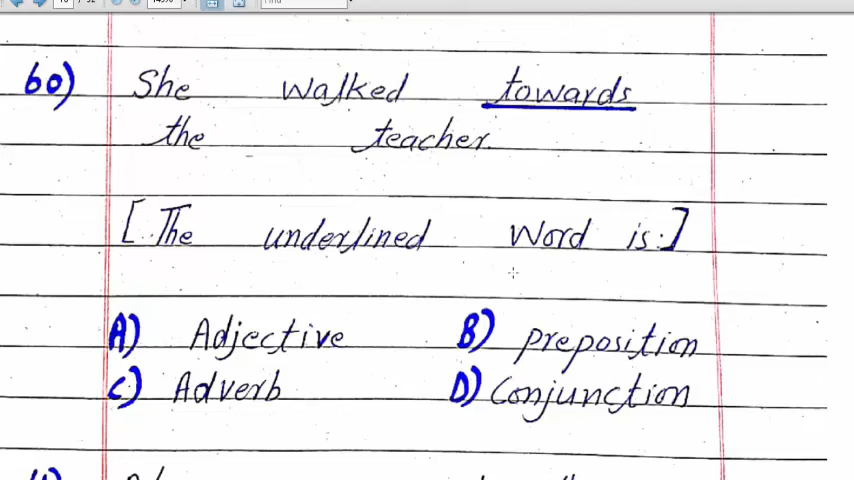 60) She walked towards
the teacher.
[The underlined Word is:]
A) Adjective B) preposition
C) Adverb D) Conjunction